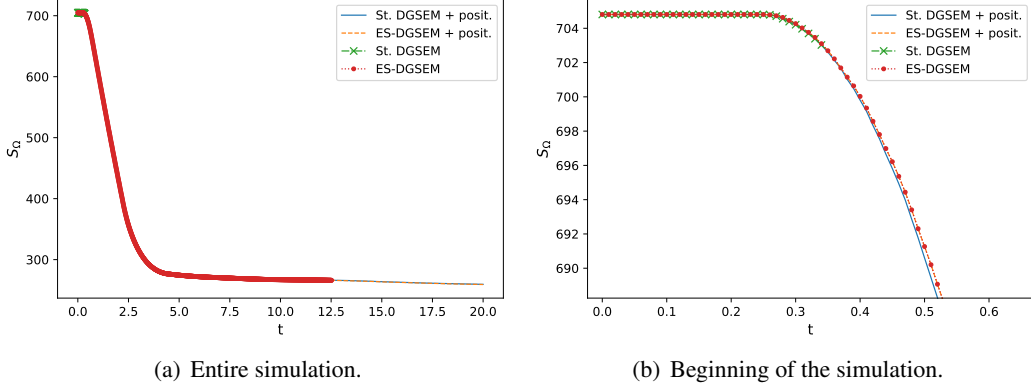 700
600
500
400
300
S_Ω
0.0 2.5 5.0 7.5 10.0 12.5 15.0 17.5 20.0
t
St. DGSEM + posit.
ES-DGSEM + posit.
St. DGSEM
ES-DGSEM
(a) Entire simulation.
704
702
700
698
696
694
692
690
S_Ω
0.0 0.1 0.2 0.3 0.4 0.5 0.6
t
St. DGSEM + posit.
ES-DGSEM + posit.
St. DGSEM
ES-DGSEM
(b) Beginning of the simulation.